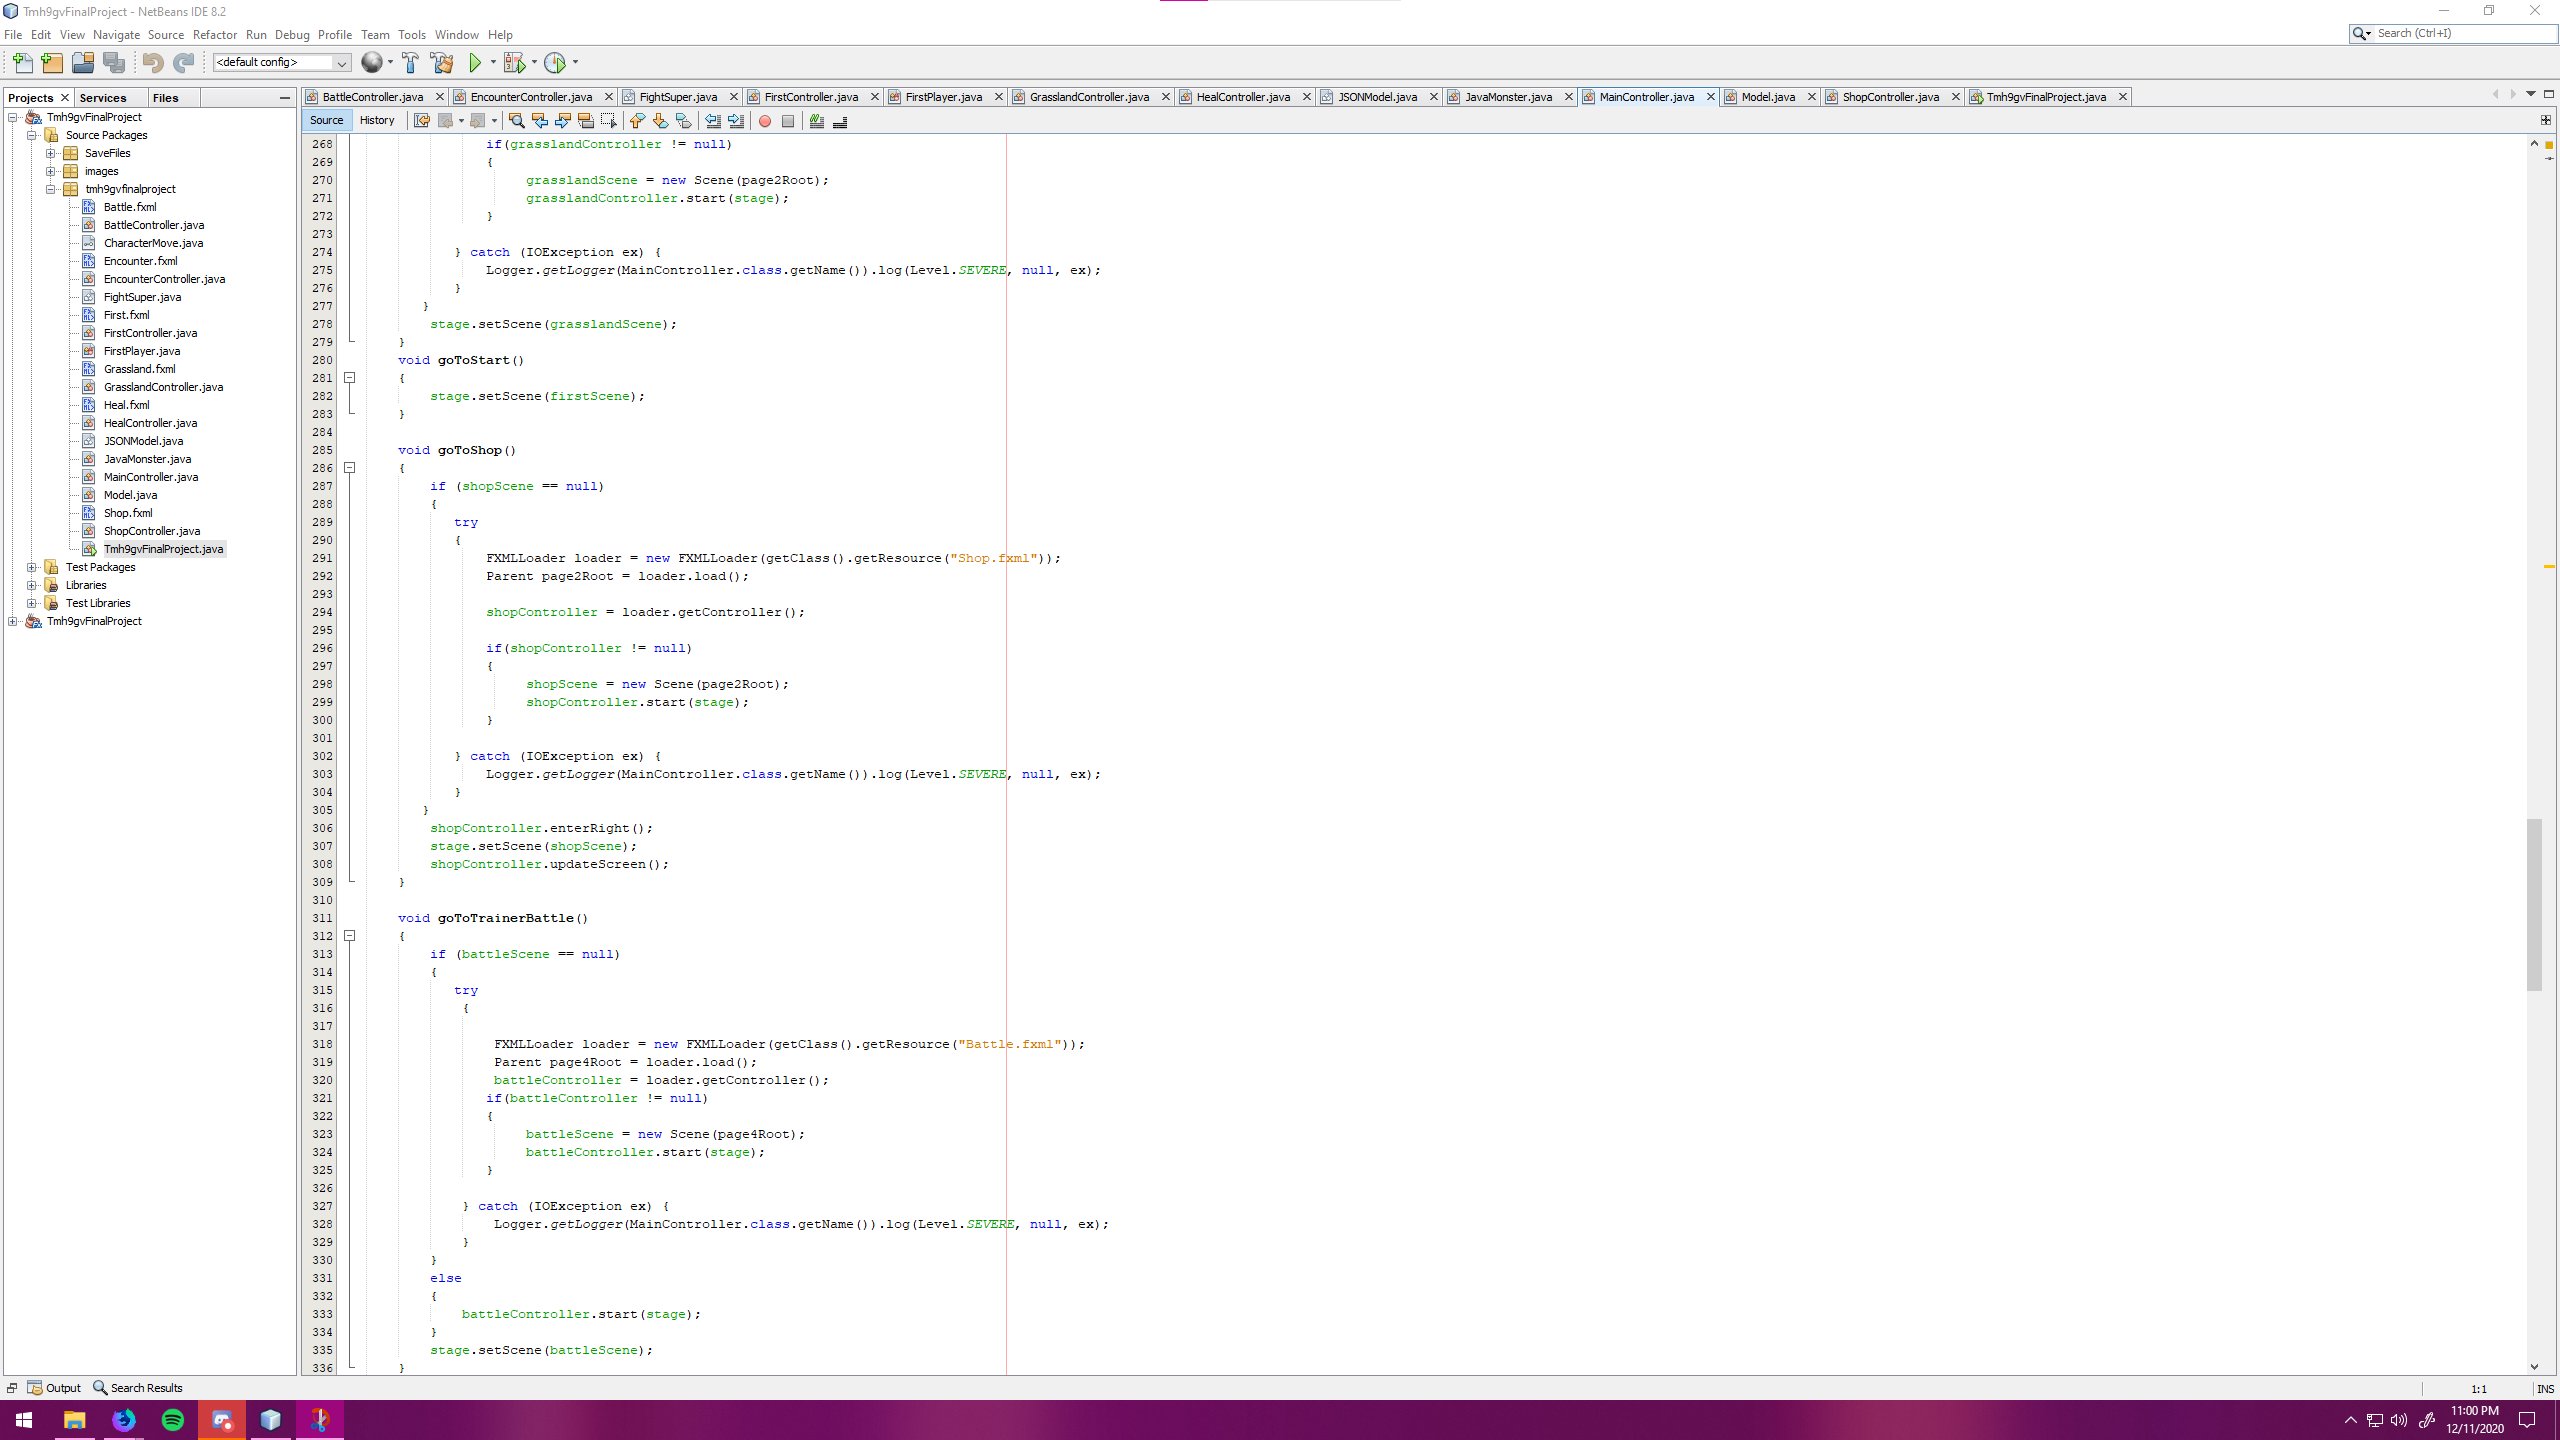 Tmh9gvFinalProject - NetBeans IDE 8.2
File Edit View Navigate Source Refactor Run Debug Profile Team Tools Window Help
Search (Ctrl+I)
<default config>
Projects Services Files
BattleController.java EncounterController.java FightSuper.java FirstController.java FirstPlayer.java GrasslandController.java HealController.java JSONModel.java JavaMonster.java MainController.java Model.java ShopController.java Tmh9gvFinalProject.java
Source History
Tmh9gvFinalProject
Source Packages
SaveFiles
images
tmh9gvfinalproject
Battle.fxml
BattleController.java
CharacterMove.java
Encounter.fxml
EncounterController.java
FightSuper.java
First.fxml
FirstController.java
FirstPlayer.java
Grassland.fxml
GrasslandController.java
Heal.fxml
HealController.java
JSONModel.java
JavaMonster.java
MainController.java
Model.java
Shop.fxml
ShopController.java
Tmh9gvFinalProject.java
Test Packages
Libraries
Test Libraries
Tmh9gvFinalProject
268 if(grasslandController != null)
269 {
270 grasslandScene = new Scene(page2Root);
271 grasslandController.start(stage);
272 }
273
274 } catch (IOException ex) {
275 Logger.getLogger(MainController.class.getName()).log(Level.SEVERE, null, ex);
276 }
277 }
278 stage.setScene(grasslandScene);
279 }
280 void goToStart()
281 {
282 stage.setScene(firstScene);
283 }
284
285 void goToShop()
286 {
287 if (shopScene == null)
288 {
289 try
290 {
291 FXMLLoader loader = new FXMLLoader(getClass().getResource("Shop.fxml"));
292 Parent page2Root = loader.load();
293
294 shopController = loader.getController();
295
296 if(shopController != null)
297 {
298 shopScene = new Scene(page2Root);
299 shopController.start(stage);
300 }
301
302 } catch (IOException ex) {
303 Logger.getLogger(MainController.class.getName()).log(Level.SEVERE, null, ex);
304 }
305 }
306 shopController.enterRight();
307 stage.setScene(shopScene);
308 shopController.updateScreen();
309 }
310
311 void goToTrainerBattle()
312 {
313 if (battleScene == null)
314 {
315 try
316 {
317
318 FXMLLoader loader = new FXMLLoader(getClass().getResource("Battle.fxml"));
319 Parent page4Root = loader.load();
320 battleController = loader.getController();
321 if(battleController != null)
322 {
323 battleScene = new Scene(page4Root);
324 battleController.start(stage);
325 }
326
327 } catch (IOException ex) {
328 Logger.getLogger(MainController.class.getName()).log(Level.SEVERE, null, ex);
329 }
330 }
331 else
332 {
333 battleController.start(stage);
334 }
335 stage.setScene(battleScene);
336 }
Output Search Results
1:1 INS
11:00 PM
12/11/2020